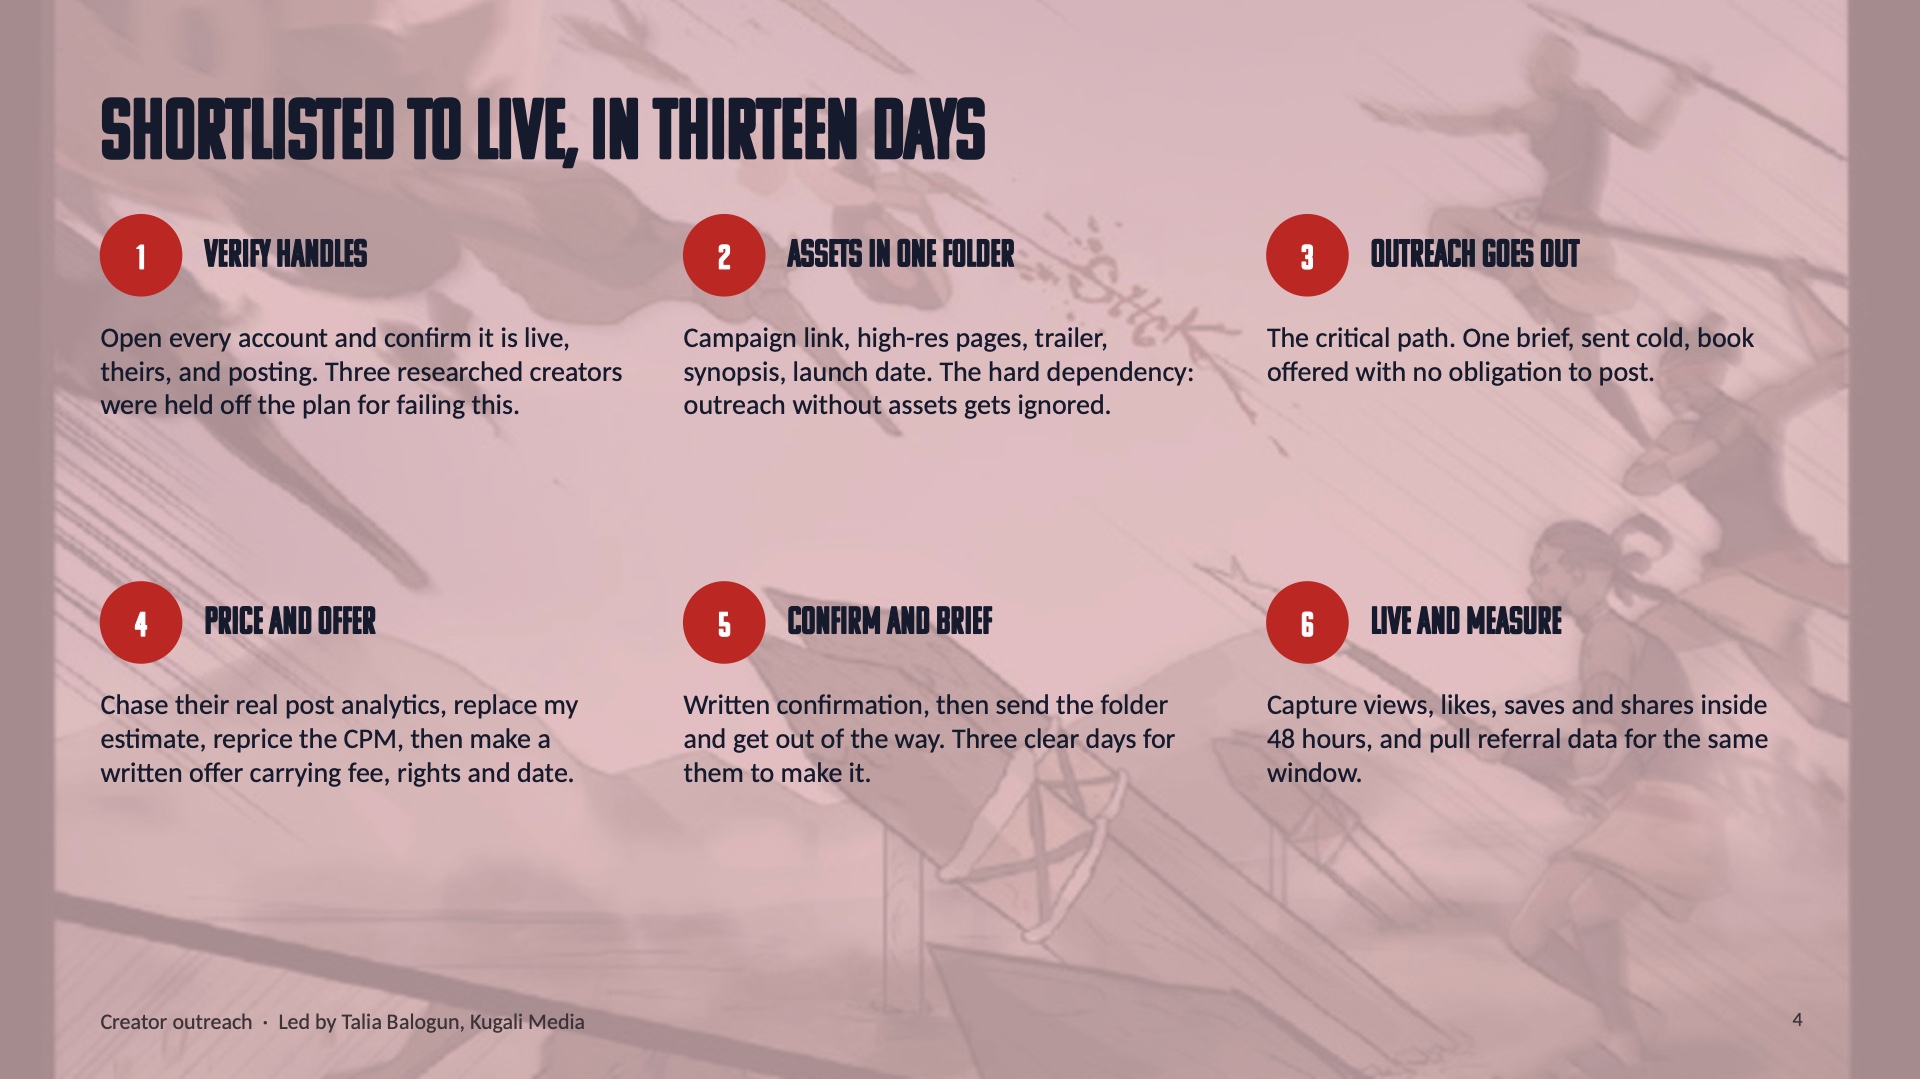 SHORTLISTED TO LIVE, IN THIRTEEN DAYS
1
VERIFY HANDLES
Open every account and confirm it is live,
theirs, and posting. Three researched creators
were held off the plan for failing this.
2
ASSETS IN ONE FOLDER
Campaign link, high-res pages, trailer,
synopsis, launch date. The hard dependency:
outreach without assets gets ignored.
3
OUTREACH GOES OUT
The critical path. One brief, sent cold, book
offered with no obligation to post.
4
PRICE AND OFFER
Chase their real post analytics, replace my
estimate, reprice the CPM, then make a
written offer carrying fee, rights and date.
5
CONFIRM AND BRIEF
Written confirmation, then send the folder
and get out of the way. Three clear days for
them to make it.
6
LIVE AND MEASURE
Capture views, likes, saves and shares inside
48 hours, and pull referral data for the same
window.
Creator outreach · Led by Talia Balogun, Kugali Media
4